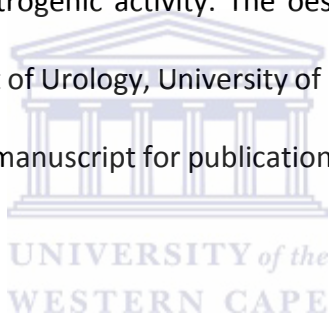 trogenic activity. The oes
of Urology, University of
manuscript for publication
UNIVERSITY of the
WESTERN CAPE